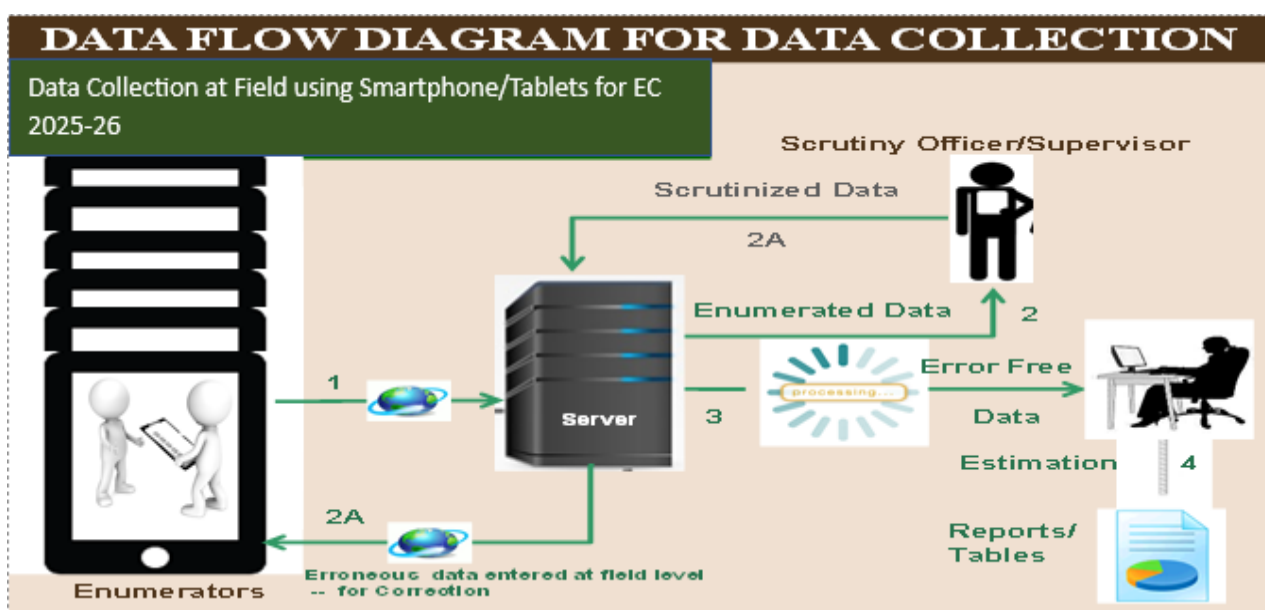 DATA FLOW DIAGRAM FOR DATA COLLECTION
Data Collection at Field using Smartphone/Tablets for EC
2025-26
Scrutiny Officer/Supervisor
Scrutinized Data
2A
Enumerated Data
2
1
Server
3
processing...
Error Free
Data
Estimation
4
2A
Erroneous data entered at field level
-- for Correction
Reports/
Tables
Enumerators